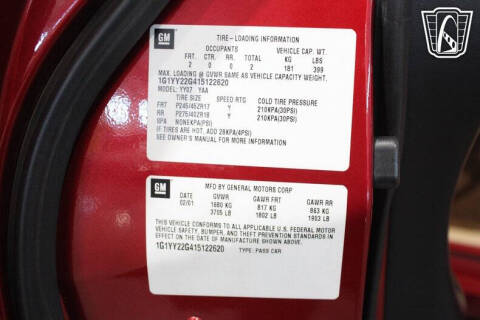 GM
TIRE-LOADING INFORMATION
OCCUPANTS VEHICLE CAP. WT.
FRT. CTR. RR. TOTAL KG LBS
2 0 0 2 181 399
MAX. LOADING @ GVWR SAME AS VEHICLE CAPACITY WEIGHT.
1G1YY22G415122620
MODEL: YY07 YAA
TIRE SIZE SPEED RTG COLD TIRE PRESSURE
FRT P245/45ZR17 Y 210KPA(30PSI)
RR P275/40ZR18 Y 210KPA(30PSI)
SPA NONEKPA(PSI)
IF TIRES ARE HOT, ADD 28KPA(4PSI)
SEE OWNER'S MANUAL FOR MORE INFORMATION
GM
MFD BY GENERAL MOTORS CORP
DATE GVWR GAWR FRT GAWR RR
02/01 1680 KG 817 KG 863 KG
3705 LB 1802 LB 1903 LB
THIS VEHICLE CONFORMS TO ALL APPLICABLE U.S. FEDERAL MOTOR
VEHICLE SAFETY, BUMPER, AND THEFT PREVENTION STANDARDS IN
EFFECT ON THE DATE OF MANUFACTURE SHOWN ABOVE.
1G1YY22G415122620
TYPE: PASS CAR